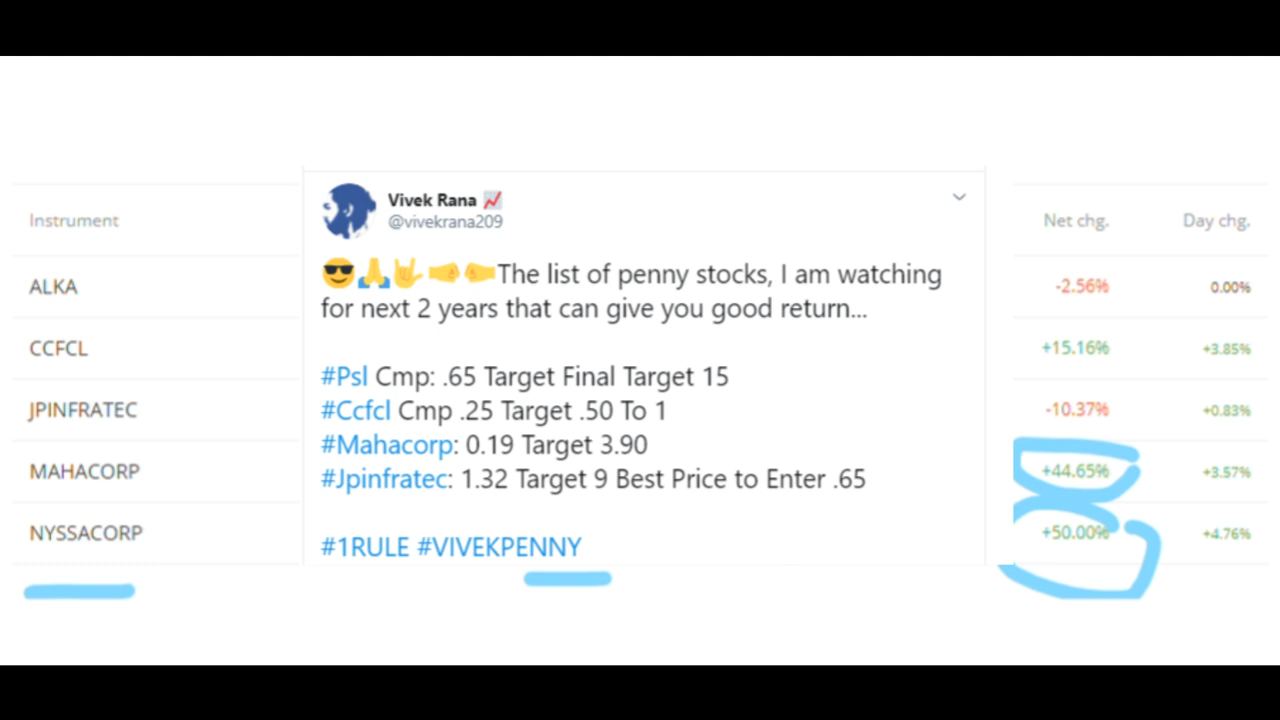 Instrument
ALKA
CCFCL
JPINFRATEC
MAHACORP
NYSSACORP
Vivek Rana 📈
@vivekrana209
😎🙏🤟🤜🤛The list of penny stocks, I am watching
for next 2 years that can give you good return...
#Psl Cmp: .65 Target Final Target 15
#Ccfcl Cmp .25 Target .50 To 1
#Mahacorp: 0.19 Target 3.90
#Jpinfratec: 1.32 Target 9 Best Price to Enter .65
#1RULE #VIVEKPENNY
Net chg. Day chg.
-2.56% 0.00%
+15.16% +3.85%
-10.37% +0.83%
+44.65% +3.57%
+50.00% +4.76%